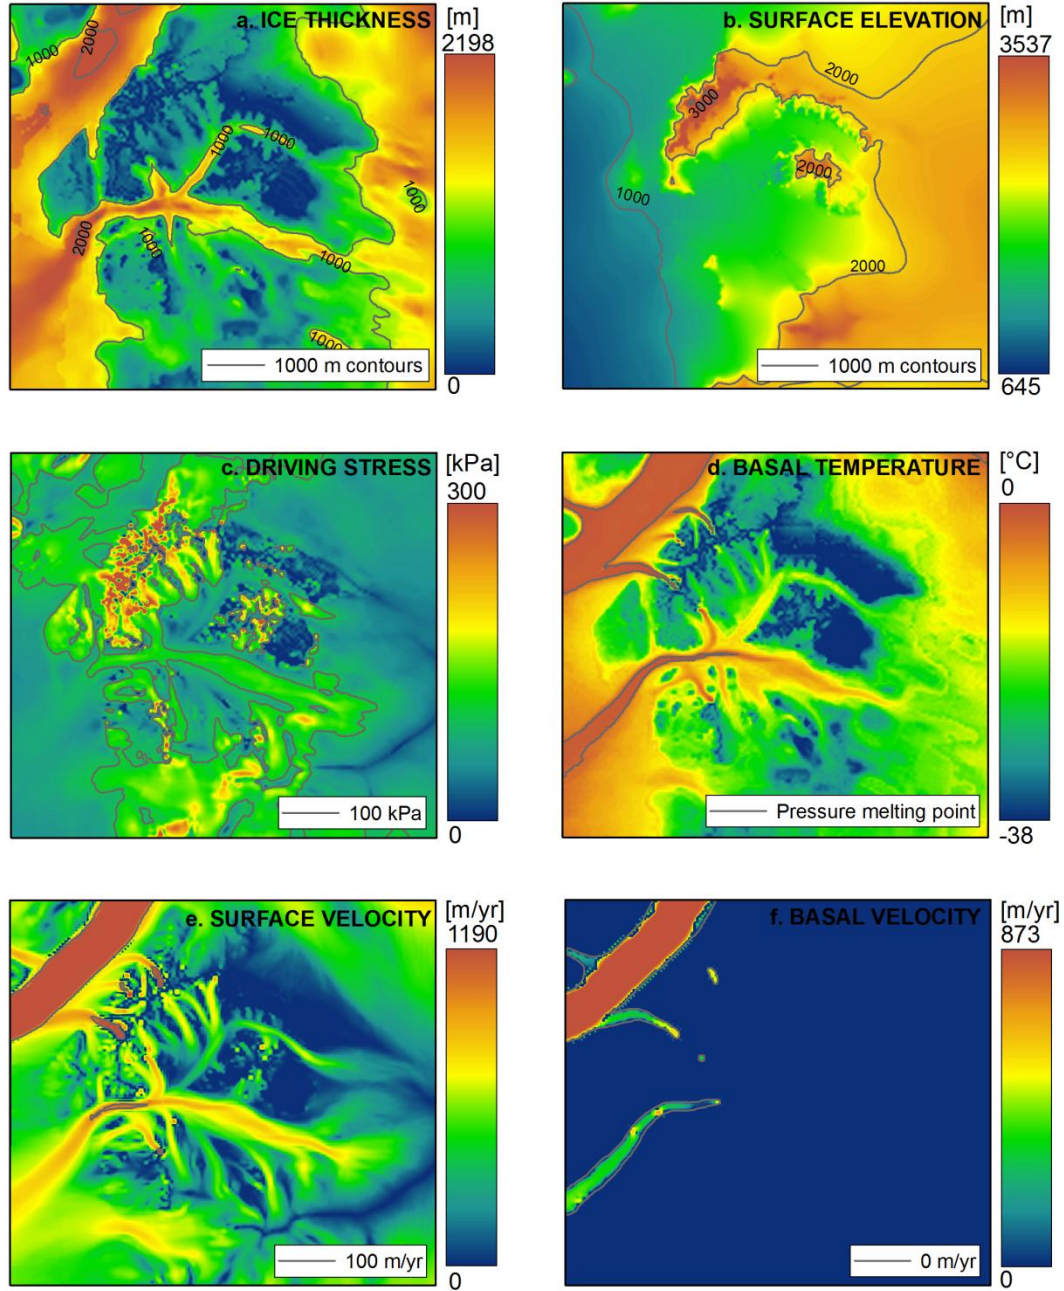 a. ICE THICKNESS
[m]
2198
1000
2000
1000
1000
1000
2000
1000
1000
1000
1000 m contours
0
b. SURFACE ELEVATION
[m]
3537
2000
3000
2000
1000
2000
1000 m contours
645
c. DRIVING STRESS
[kPa]
300
100 kPa
0
d. BASAL TEMPERATURE
[°C]
0
Pressure melting point
-38
e. SURFACE VELOCITY
[m/yr]
1190
100 m/yr
0
f. BASAL VELOCITY
[m/yr]
873
0 m/yr
0